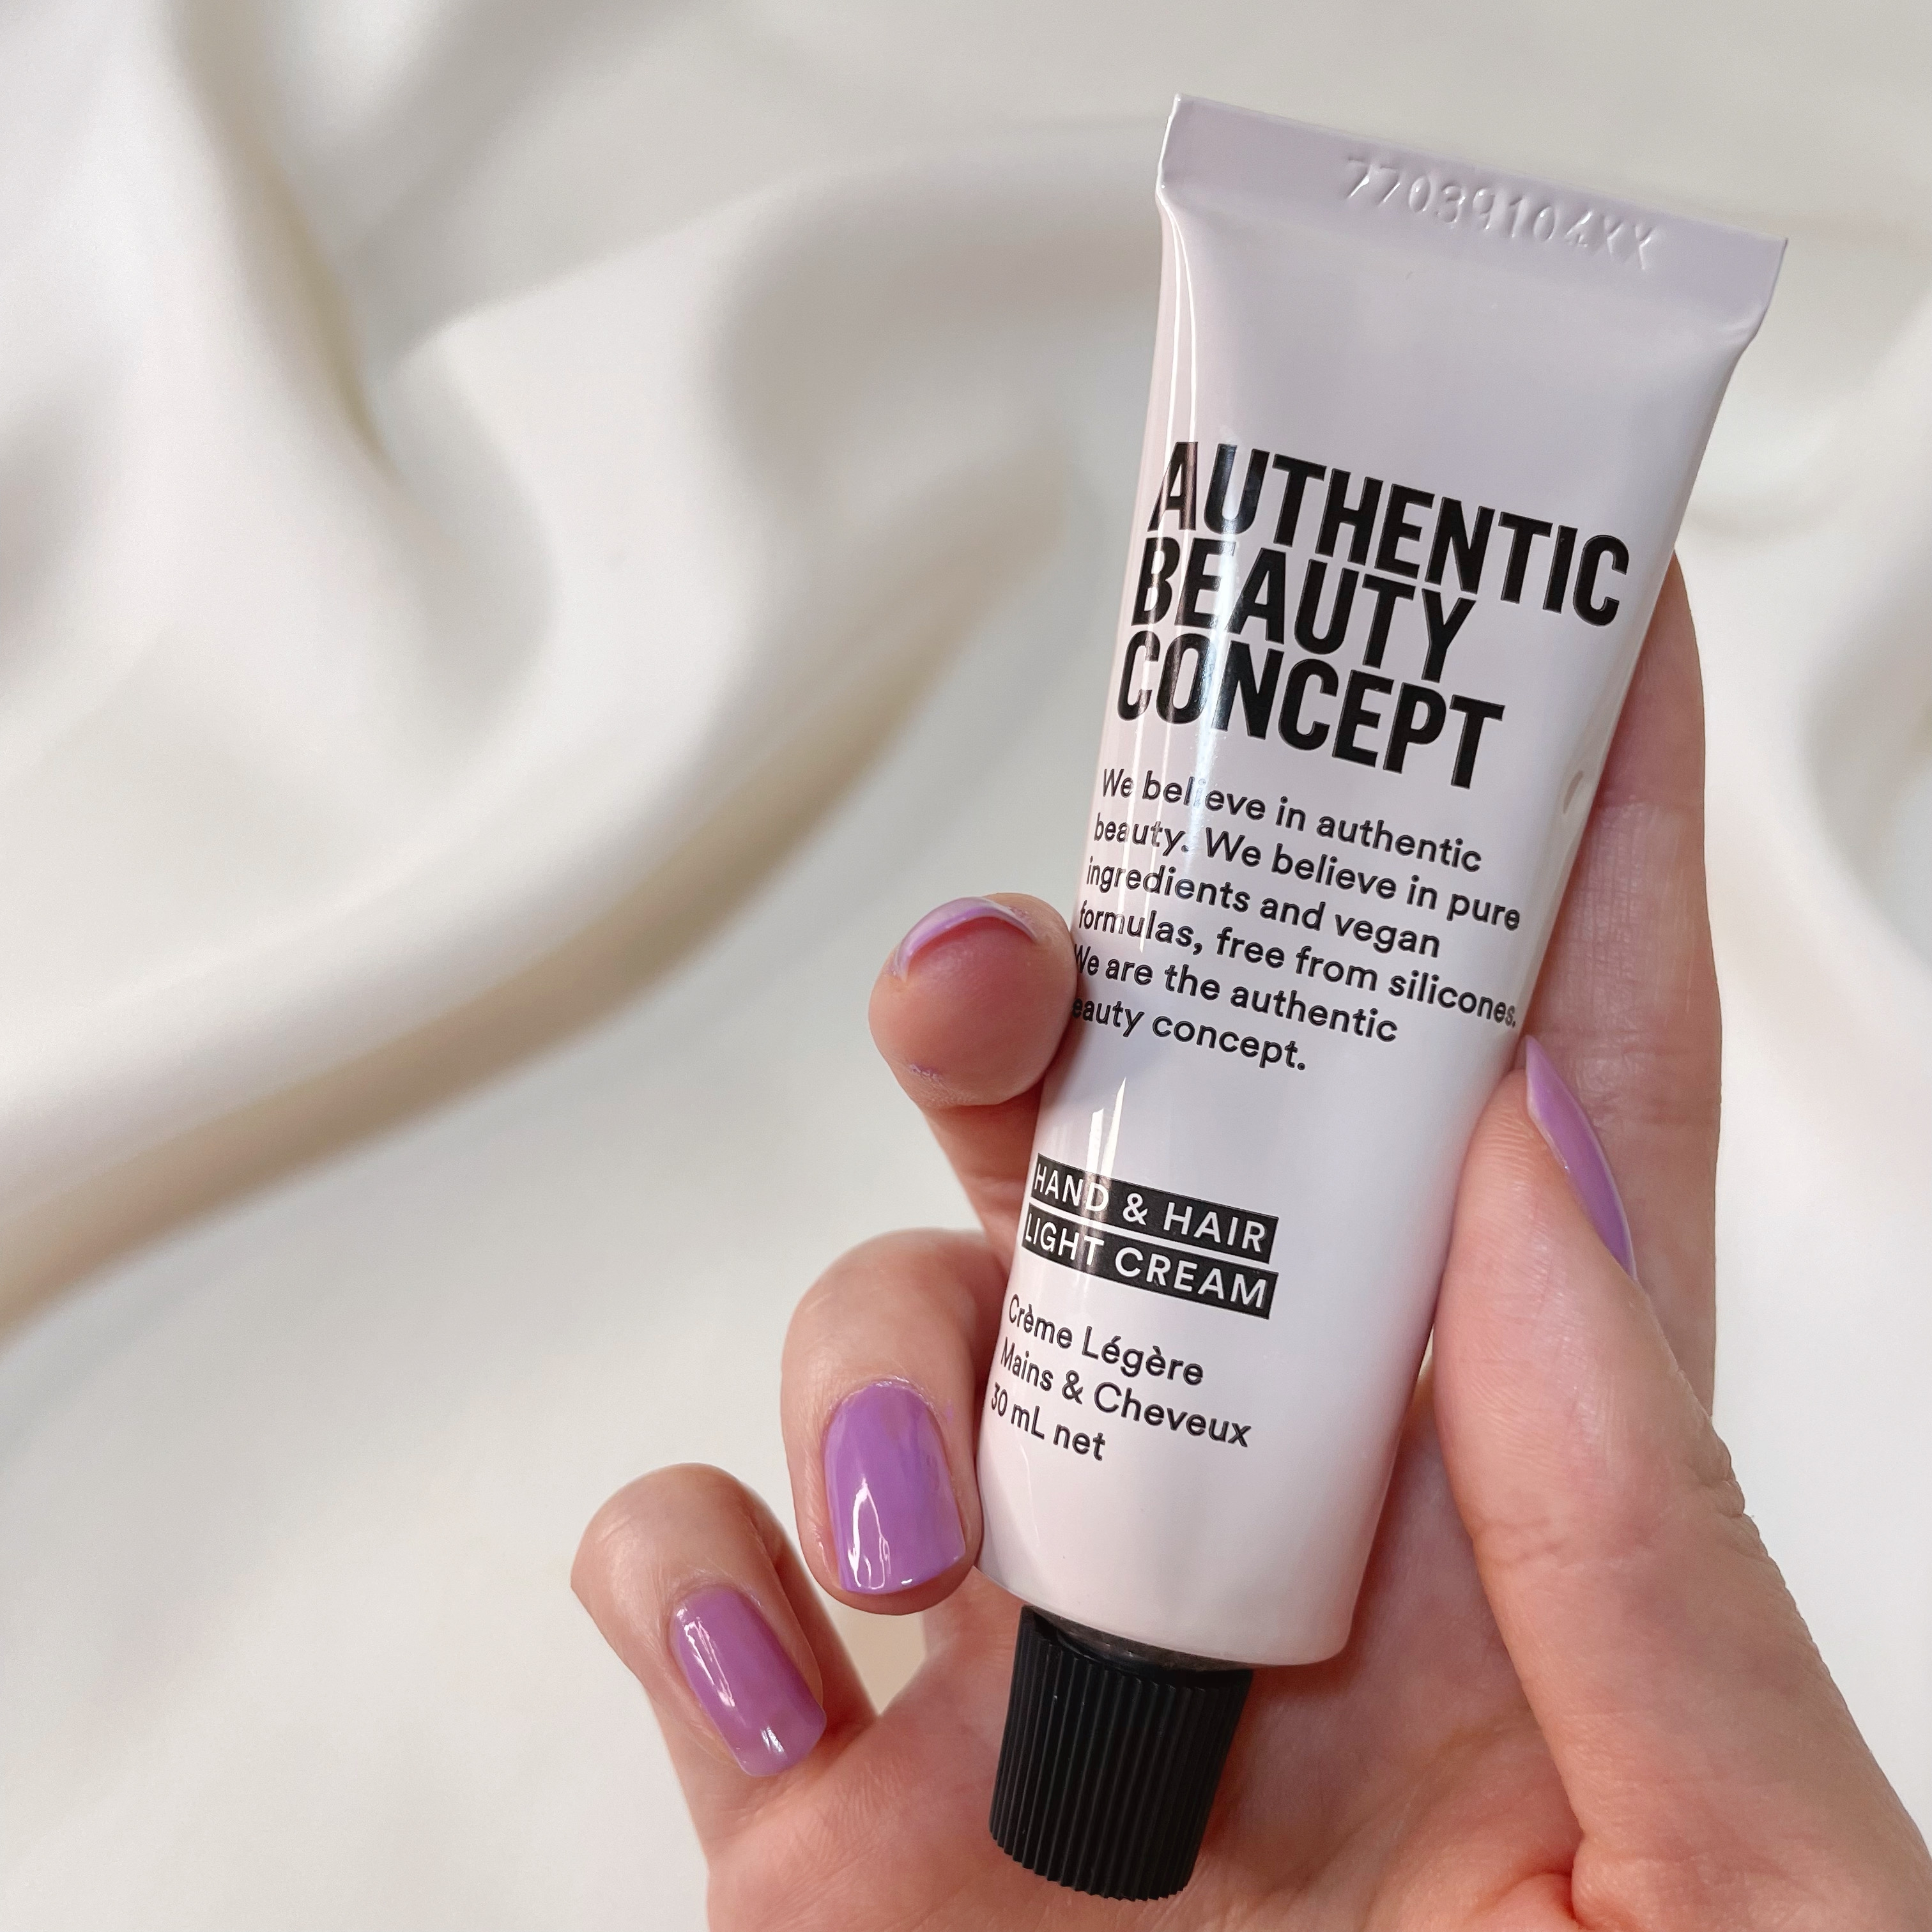 77039104XX
AUTHENTIC
BEAUTY
CONCEPT
We believe in authentic
beauty. We believe in pure
ingredients and vegan
formulas, free from silicones.
We are the authentic
eauty concept.
HAND & HAIR
LIGHT CREAM
Crème Légère
Mains & Cheveux
30 mL net